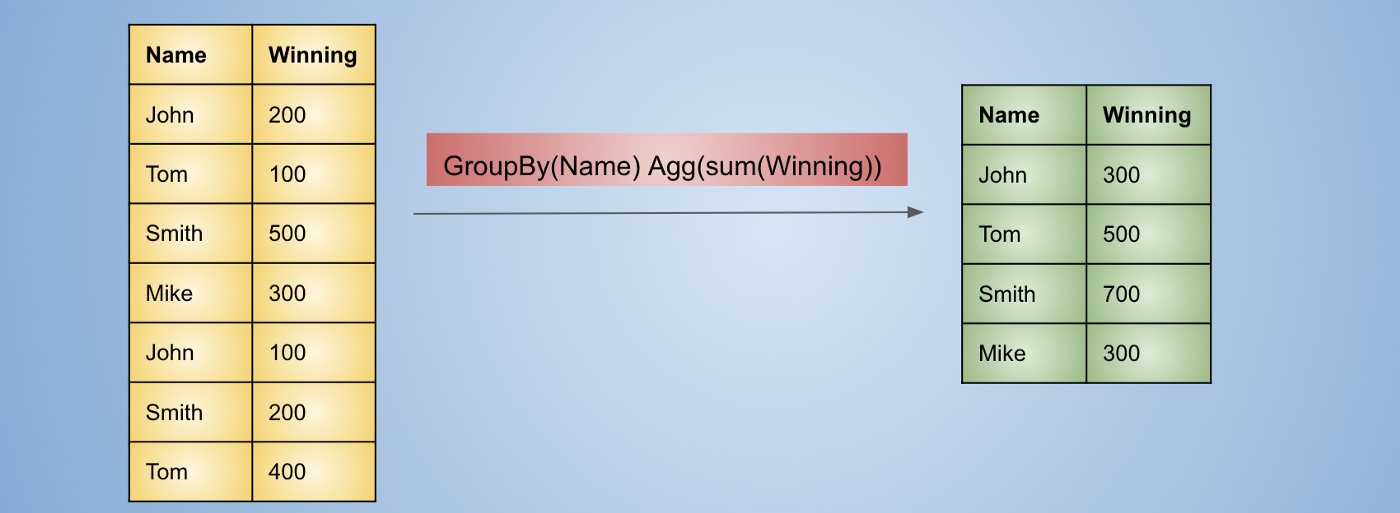 Name Winning
John 200
Tom 100
Smith 500
Mike 300
John 100
Smith 200
Tom 400
GroupBy(Name) Agg(sum(Winning))
Name Winning
John 300
Tom 500
Smith 700
Mike 300